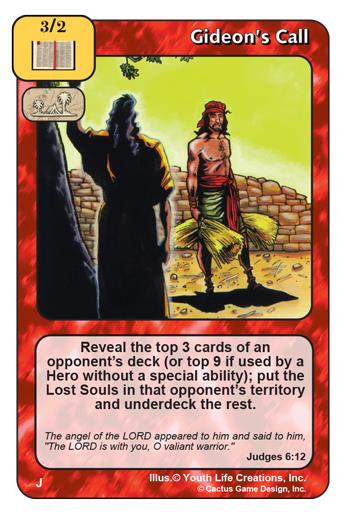 3/2
Gideon's Call
Reveal the top 3 cards of an
opponent's deck (or top 9 if used by a
Hero without a special ability); put the
Lost Souls in that opponent's territory
and underdeck the rest.
The angel of the LORD appeared to him and said to him,
"The LORD is with you, O valiant warrior."
Judges 6:12
J
Illus.© Youth Life Creations, Inc.
© Cactus Game Design, Inc.